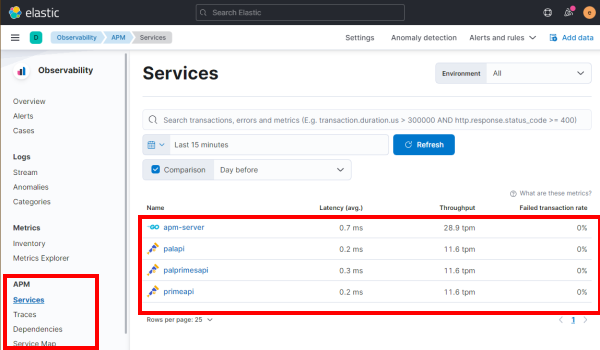 elastic
Search Elastic
e
D
Observability
APM
Services
Settings
Anomaly detection
Alerts and rules
Add data
Observability
Overview
Alerts
Cases
Logs
Stream
Anomalies
Categories
Metrics
Inventory
Metrics Explorer
APM
Services
Traces
Dependencies
Service Map
Services
Environment
All
Search transactions, errors and metrics (E.g. transaction.duration.us > 300000 AND http.response.status_code >= 400)
Last 15 minutes
Refresh
Comparison
Day before
What are these metrics?
Name Latency (avg.) Throughput Failed transaction rate
apm-server 0.7 ms 28.9 tpm 0%
palapi 0.2 ms 11.6 tpm 0%
palprimesapi 0.3 ms 11.6 tpm 0%
primeapi 0.2 ms 11.6 tpm 0%
Rows per page: 25
1